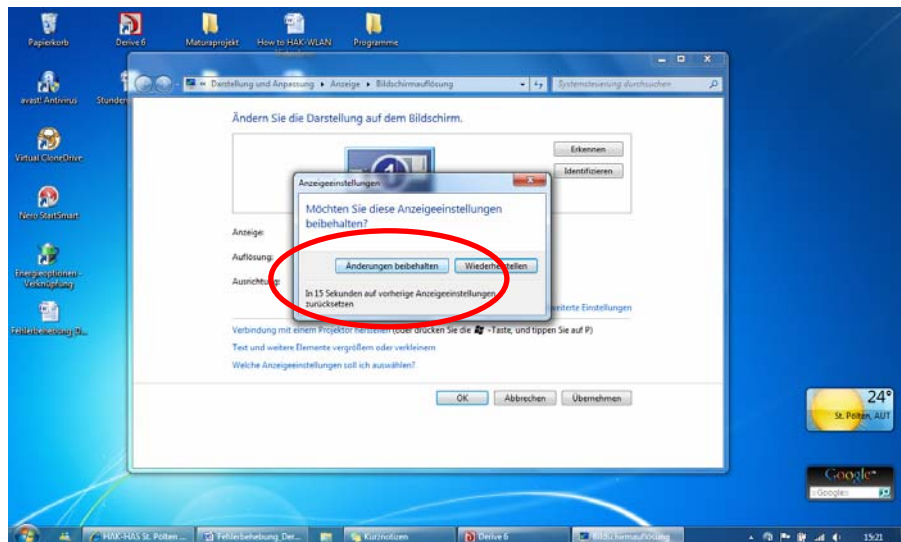 Papierkorb
Derive 6
Maturaprojekt
How to HAK-WLAN
Programme
avast! Antivirus
Stunden
Virtual CloneDrive
Nero StartSmart
Energieoptionen -
Verknüpfung
Darstellung und Anpassung
Anzeige
Bildschirmauflösung
Systemsteuerung durchsuchen
Ändern Sie die Darstellung auf dem Bildschirm.
1
Erkennen
Identifizieren
Anzeige:
Auflösung:
Ausrichtung:
Anzeigeeinstellungen
Möchten Sie diese Anzeigeeinstellungen
beibehalten?
Änderungen beibehalten
Wiederherstellen
In 15 Sekunden auf vorherige Anzeigeeinstellungen
zurücksetzen
weiterte Einstellungen
Verbindung mit einem Projektor herstellen (oder drücken Sie die -Taste, und tippen Sie auf P)
Text und weitere Elemente vergrößern oder verkleinern
Welche Anzeigeeinstellungen soll ich auswählen?
OK
Abbrechen
Übernehmen
24°
St. Pölten, AUT
Google
Google
HAK-HAS St. Pölten ...
Fehlerbehebung_Der...
Kurznotizen
Derive 6
Bildschirmauflösung
15:21